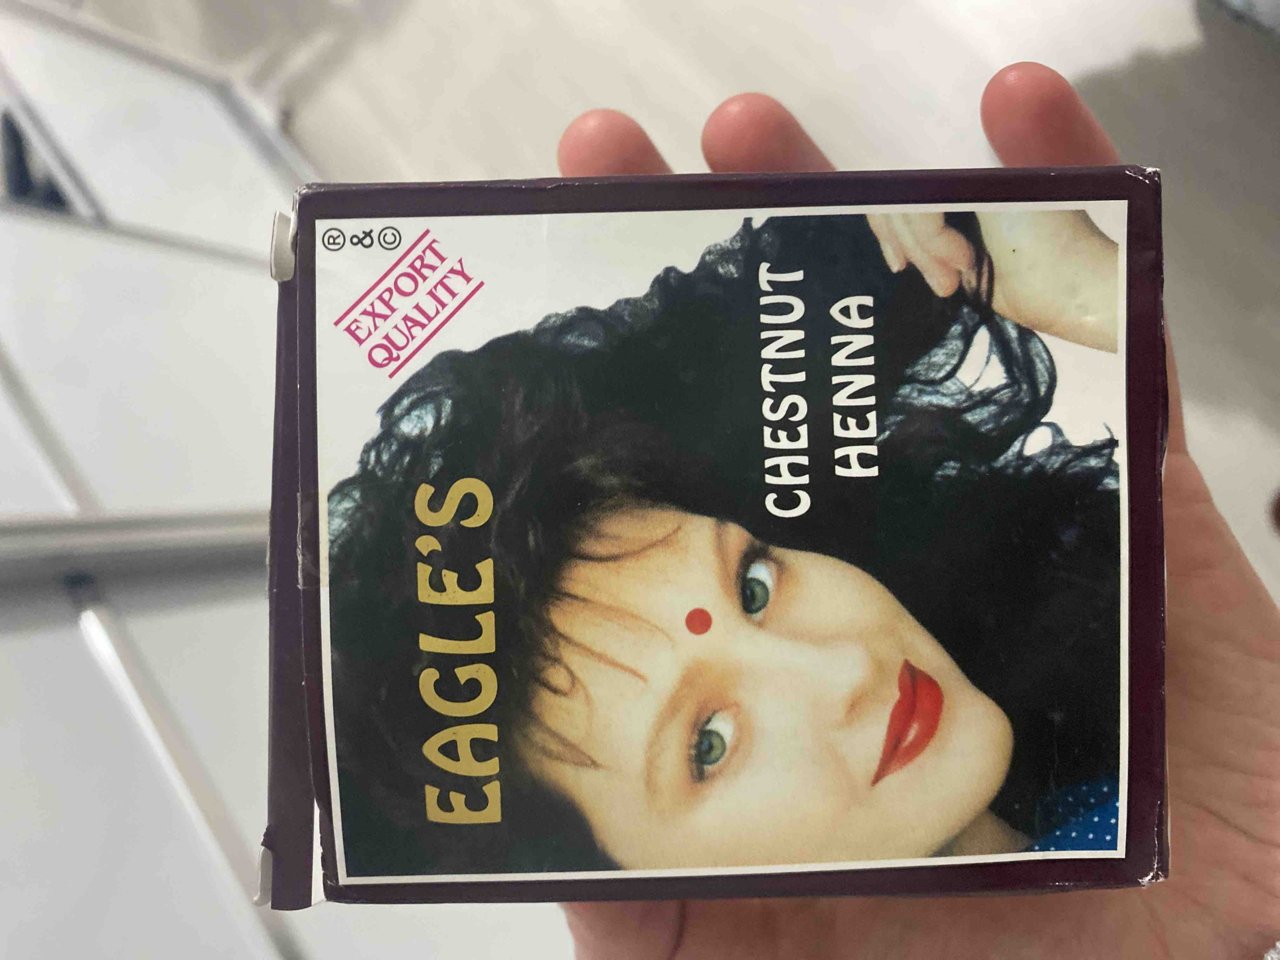 ® & ©
EXPORT
QUALITY
EAGLE'S
CHESTNUT
HENNA